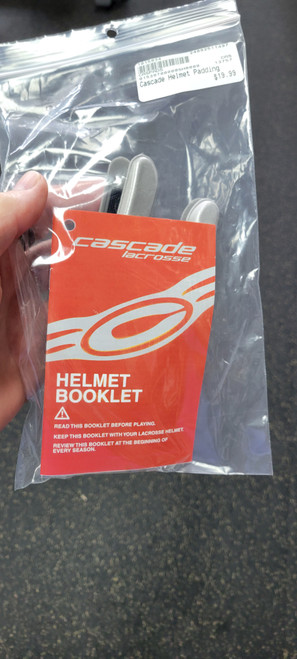 Cascade Helmet Padding
$19.99
cascade
lacrosse
HELMET
BOOKLET
READ THIS BOOKLET BEFORE PLAYING.
KEEP THIS BOOKLET WITH YOUR LACROSSE HELMET.
REVIEW THIS BOOKLET AT THE BEGINNING OF
EVERY SEASON.